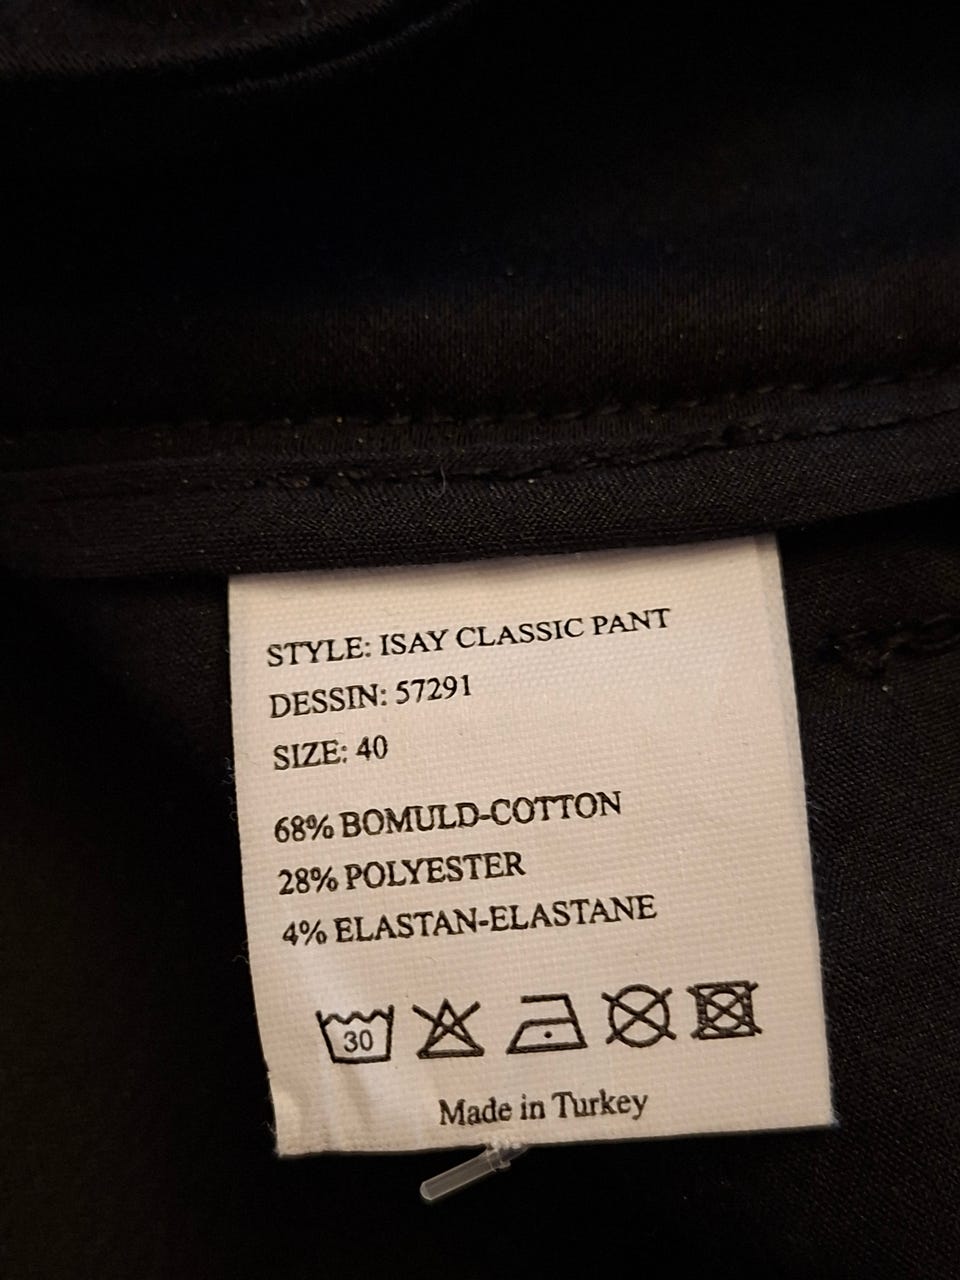 STYLE: ISAY CLASSIC PANT
DESSIN: 57291
SIZE: 40
68% BOMULD-COTTON
28% POLYESTER
4% ELASTAN-ELASTANE
30
Made in Turkey